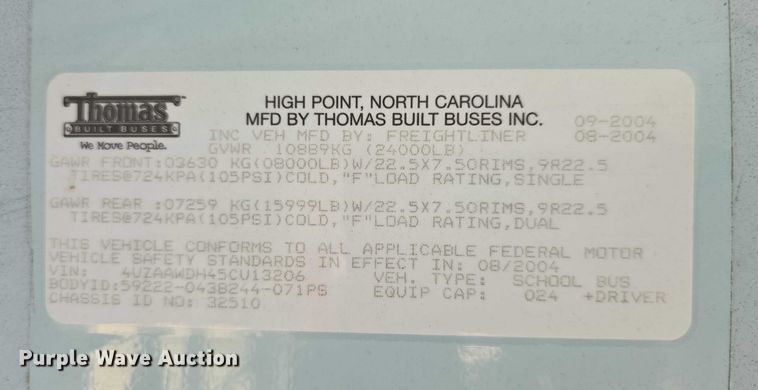 Thomas
BUILT BUSES
We Move People.
HIGH POINT, NORTH CAROLINA
MFD BY THOMAS BUILT BUSES INC. 09-2004
INC VEH MFD BY: FREIGHTLINER 08-2004
GVWR 10889KG (24000LB)
GAWR FRONT:03630 KG(08000LB)W/22.5X7.50RIMS,9R22.5
TIRES@724KPA(105PSI)COLD,"F"LOAD RATING,SINGLE
GAWR REAR :07259 KG(15999LB)W/22.5X7.50RIMS,9R22.5
TIRES@724KPA(105PSI)COLD,"F"LOAD RATING,DUAL
THIS VEHICLE CONFORMS TO ALL APPLICABLE FEDERAL MOTOR
VEHICLE SAFETY STANDARDS IN EFFECT IN: 08/2004
VIN: 4UZAAWDH45CU13206 VEH. TYPE: SCHOOL BUS
BODYID:59222-043B244-071PS EQUIP CAP: 024 +DRIVER
CHASSIS ID NO: 32510
Purple Wave Auction